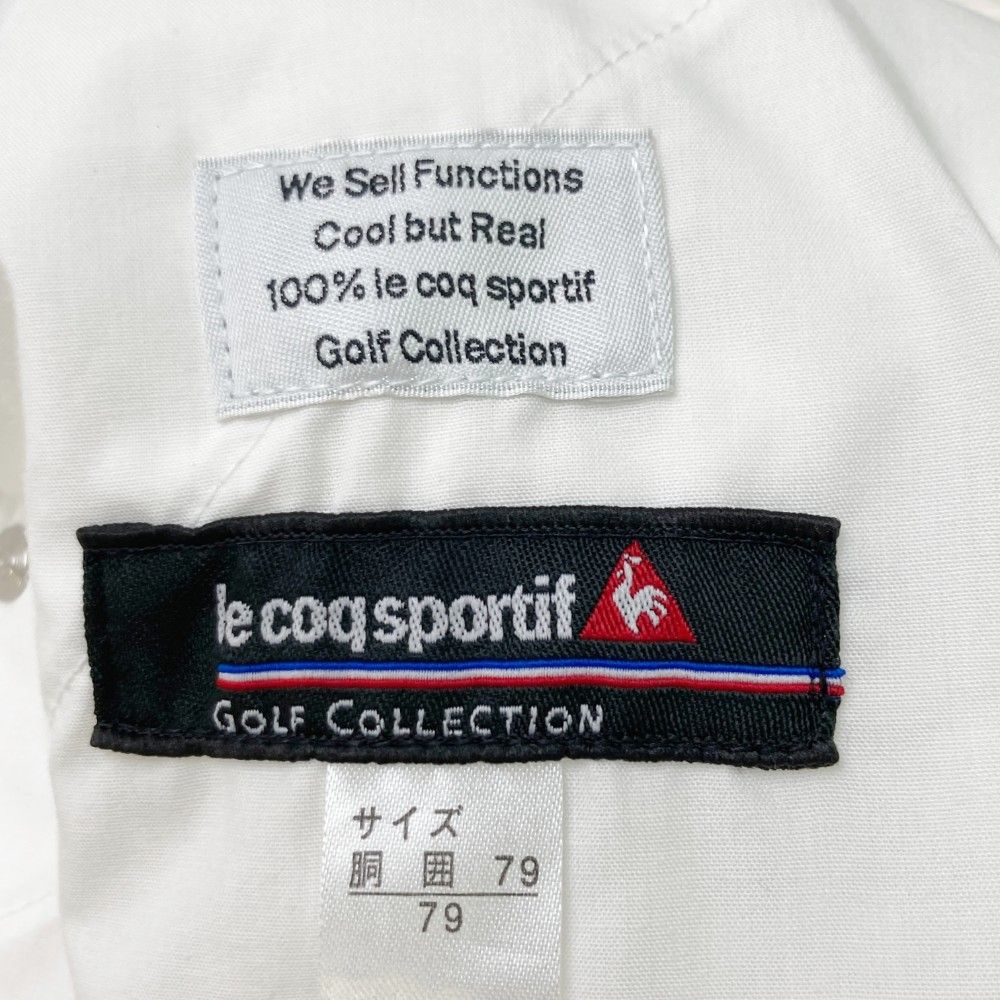 We Sell Functions
Cool but Real
100% le coq sportif
Golf Collection
le coq sportif
GOLF COLLECTION
サイズ
胴囲 79
79